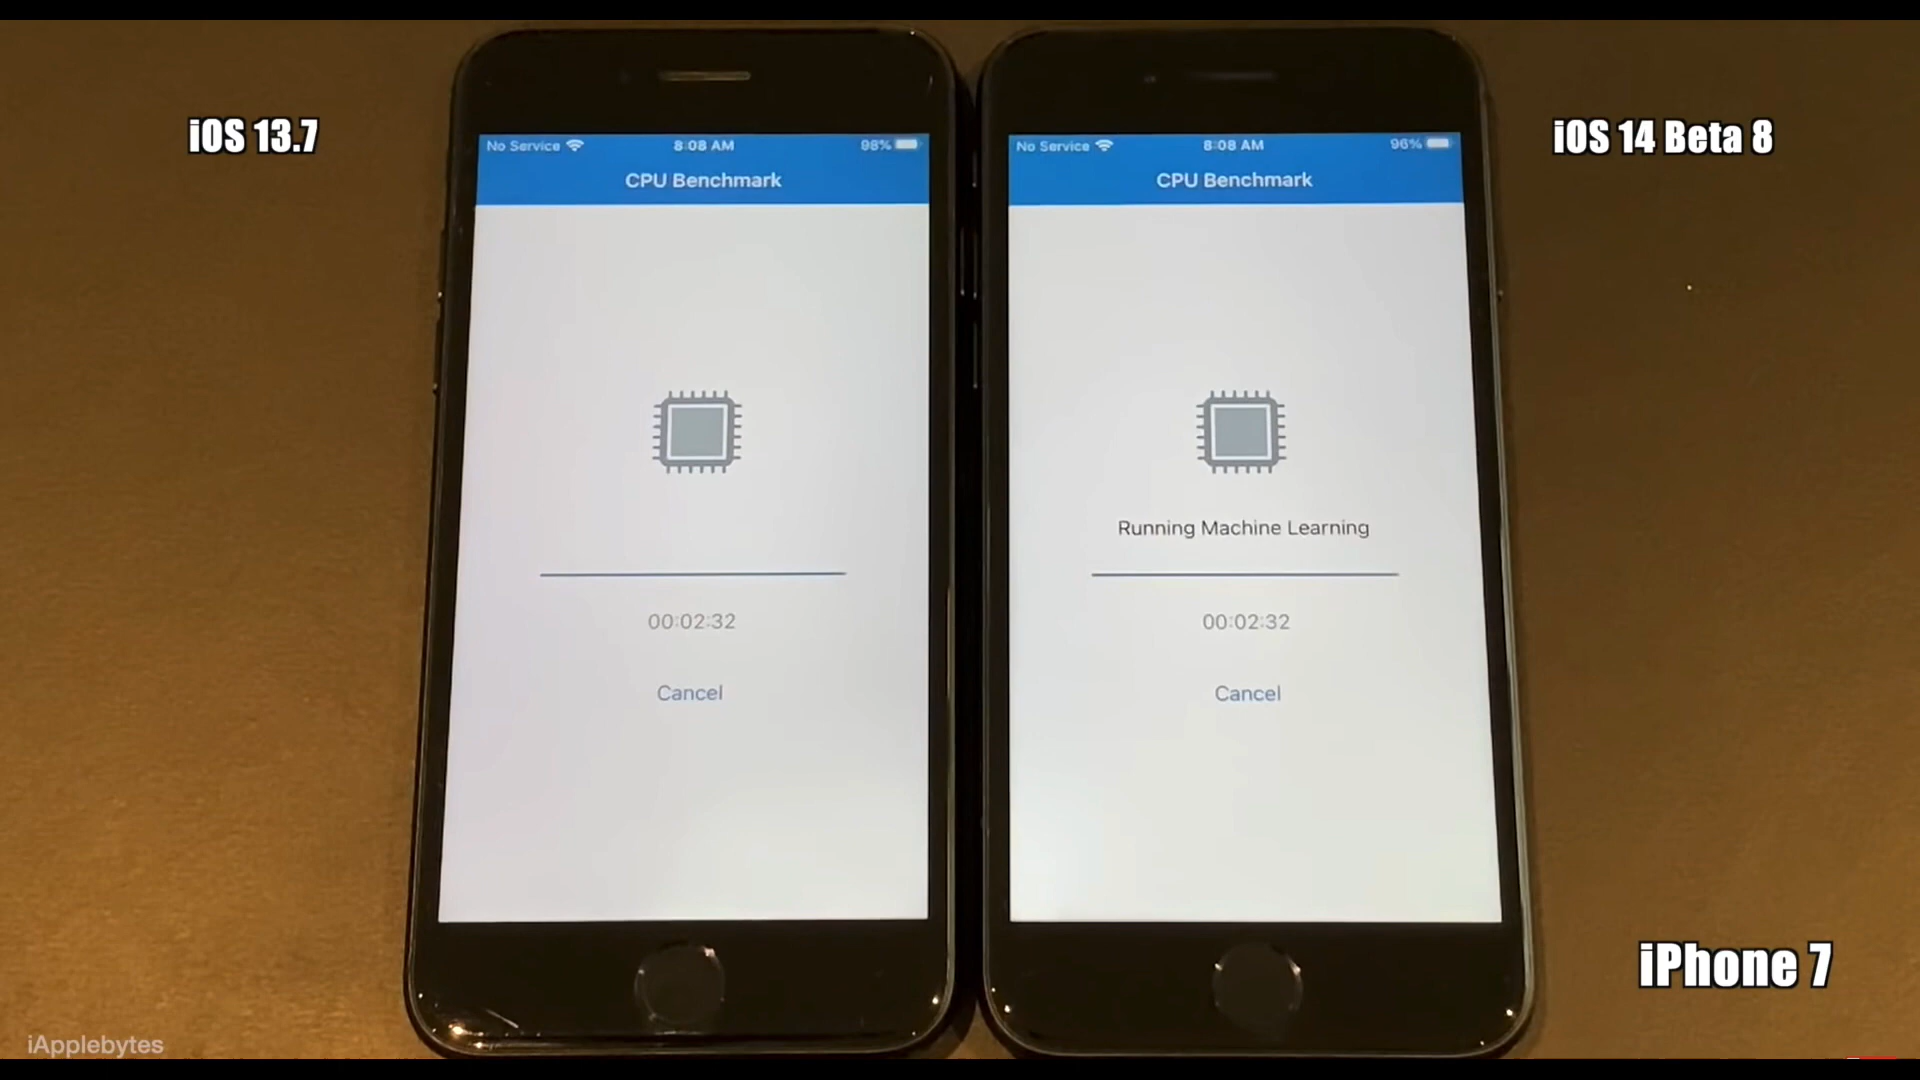 iOS 13.7
iOS 14 Beta 8
No Service 8:08 AM 98%
CPU Benchmark
00:02:32
Cancel
No Service 8:08 AM 96%
CPU Benchmark
Running Machine Learning
00:02:32
Cancel
iPhone 7
iApplebytes